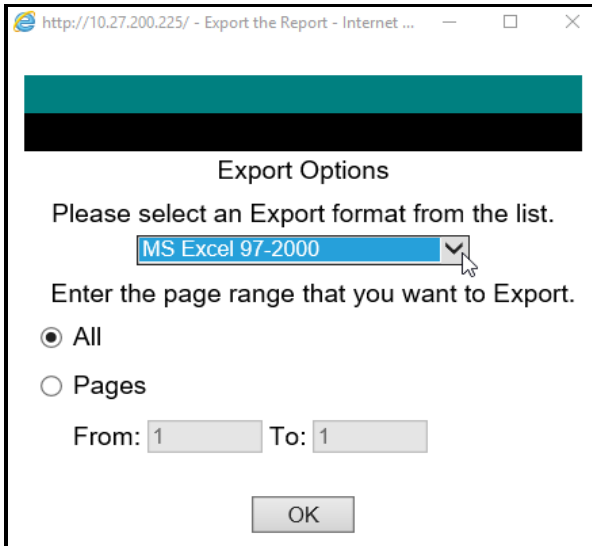 http://10.27.200.225/ - Export the Report - Internet ...
Export Options
Please select an Export format from the list.
MS Excel 97-2000
Enter the page range that you want to Export.
All
Pages
From: 1 To: 1
OK